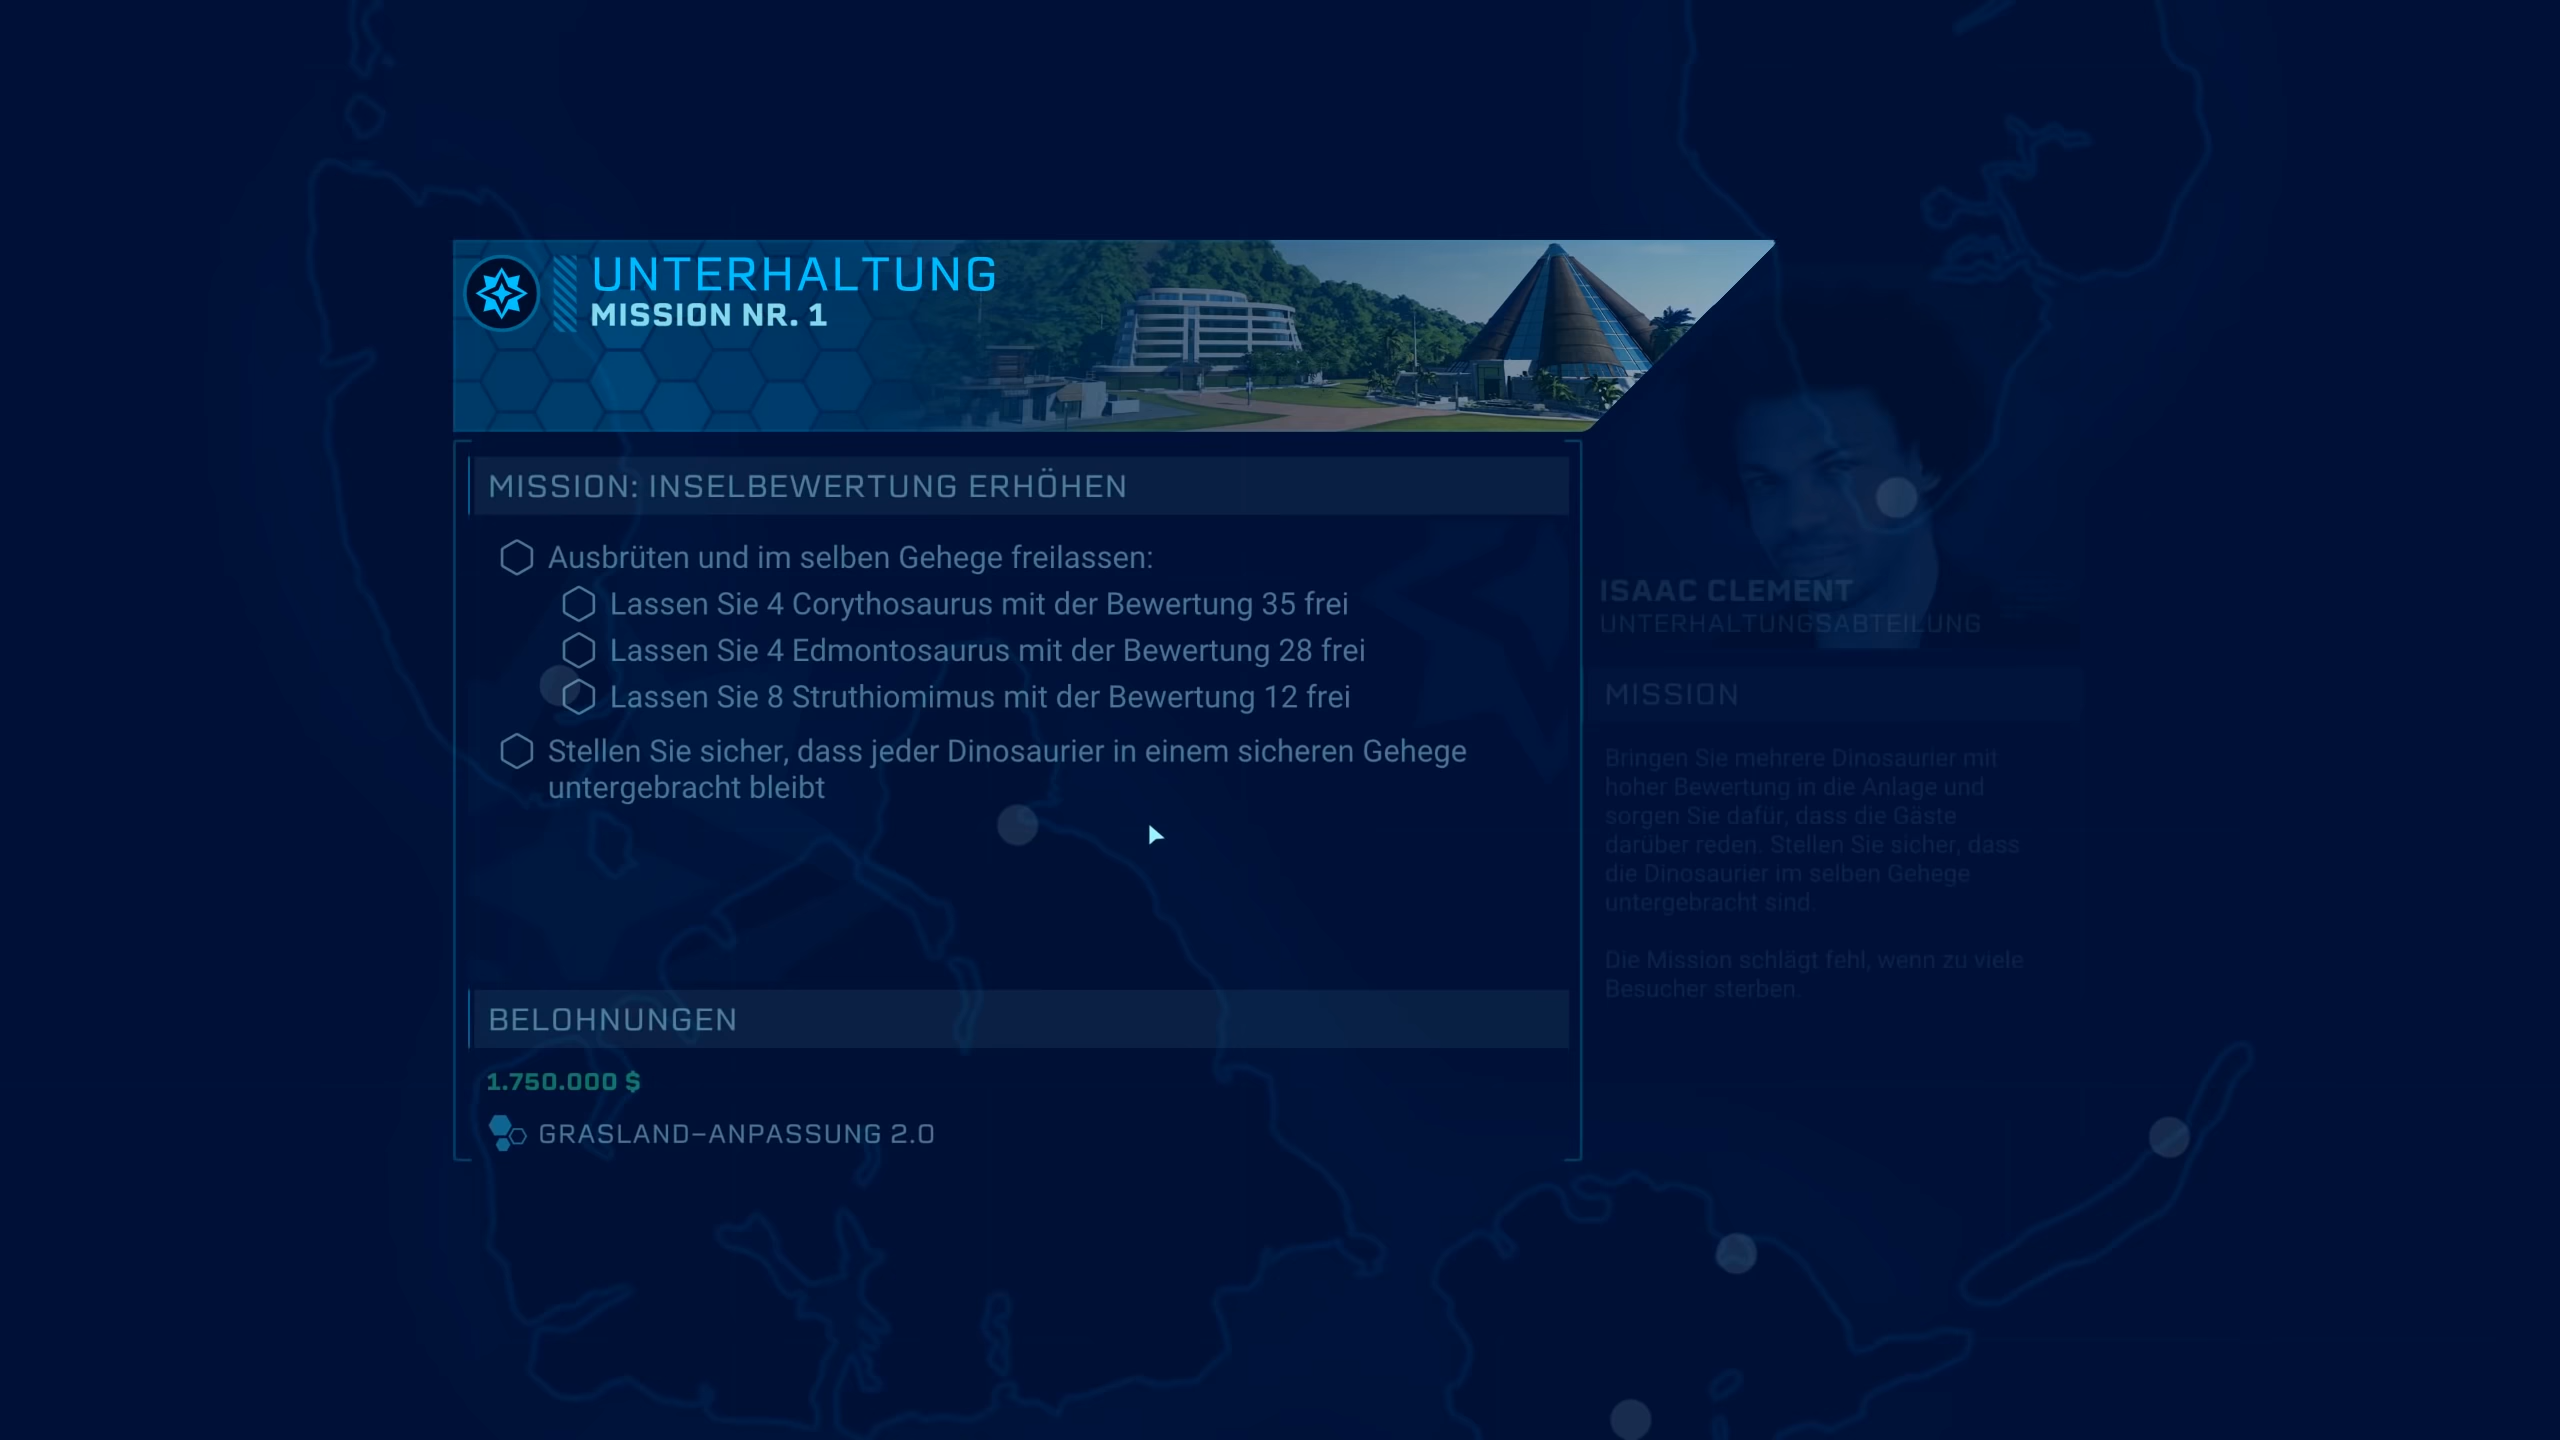 UNTERHALTUNG
MISSION NR. 1
MISSION: INSELBEWERTUNG ERHÖHEN
Ausbrüten und im selben Gehege freilassen:
Lassen Sie 4 Corythosaurus mit der Bewertung 35 frei
Lassen Sie 4 Edmontosaurus mit der Bewertung 28 frei
Lassen Sie 8 Struthiomimus mit der Bewertung 12 frei
Stellen Sie sicher, dass jeder Dinosaurier in einem sicheren Gehege
untergebracht bleibt
BELOHNUNGEN
1.750.000 $
GRASLAND–ANPASSUNG 2.0
ISAAC CLEMENT
UNTERHALTUNGSABTEILUNG
MISSION
Bringen Sie mehrere Dinosaurier mit
hoher Bewertung in die Anlage und
sorgen Sie dafür, dass die Gäste
darüber reden. Stellen Sie sicher, dass
die Dinosaurier im selben Gehege
untergebracht sind.
Die Mission schlägt fehl, wenn zu viele
Besucher sterben.